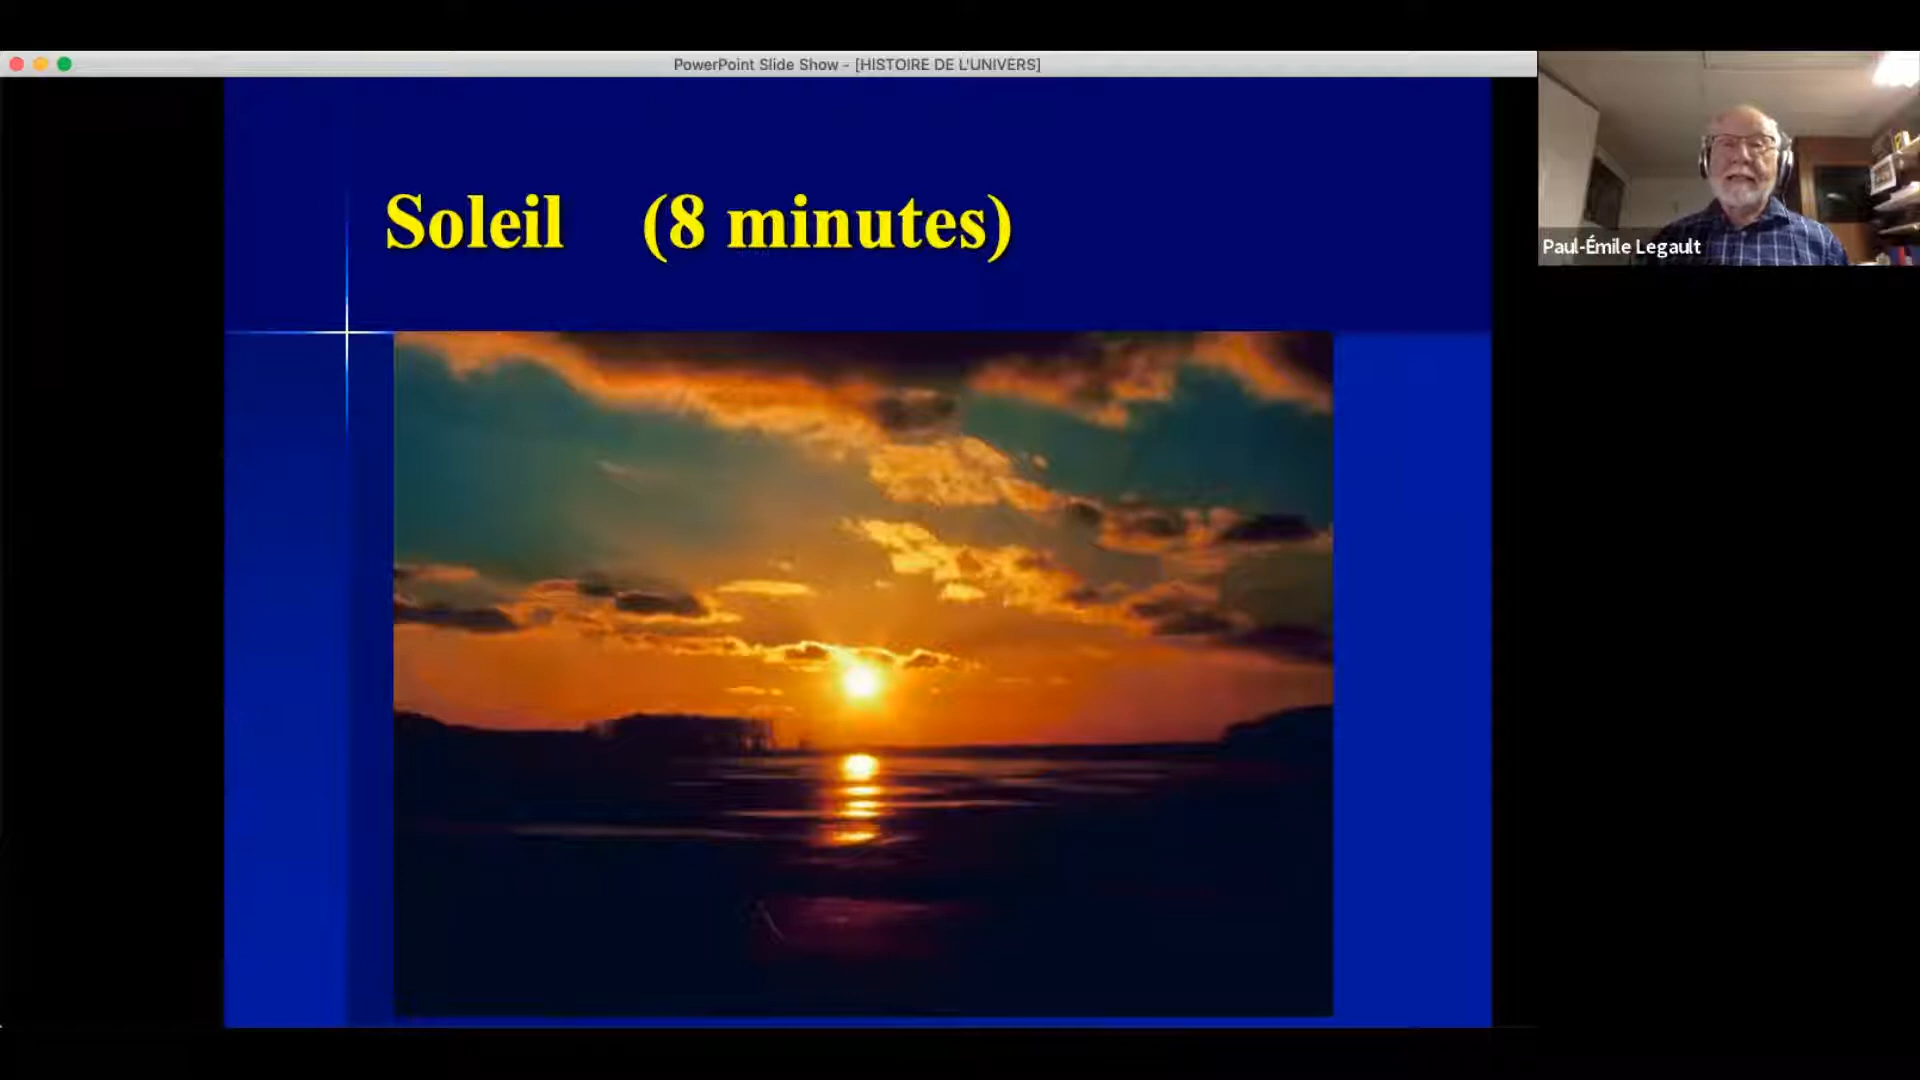 PowerPoint Slide Show - [HISTOIRE DE L'UNIVERS]
Soleil (8 minutes)
Paul-Émile Legault